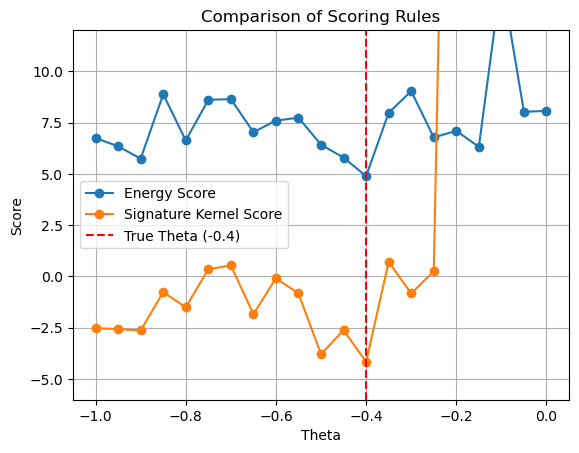 Comparison of Scoring Rules
Score
10.0
7.5
5.0
2.5
0.0
−2.5
−5.0
Energy Score
Signature Kernel Score
True Theta (-0.4)
−1.0 −0.8 −0.6 −0.4 −0.2 0.0
Theta